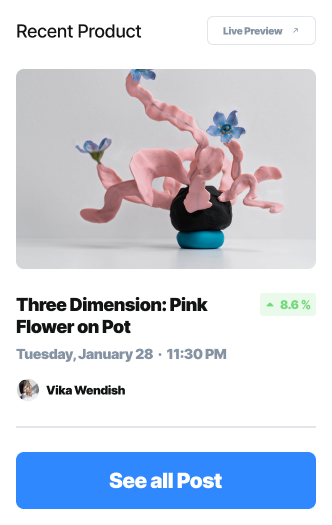 Recent Product
Live Preview
Three Dimension: Pink
Flower on Pot
8.6 %
Tuesday, January 28 · 11:30 PM
Vika Wendish
See all Post